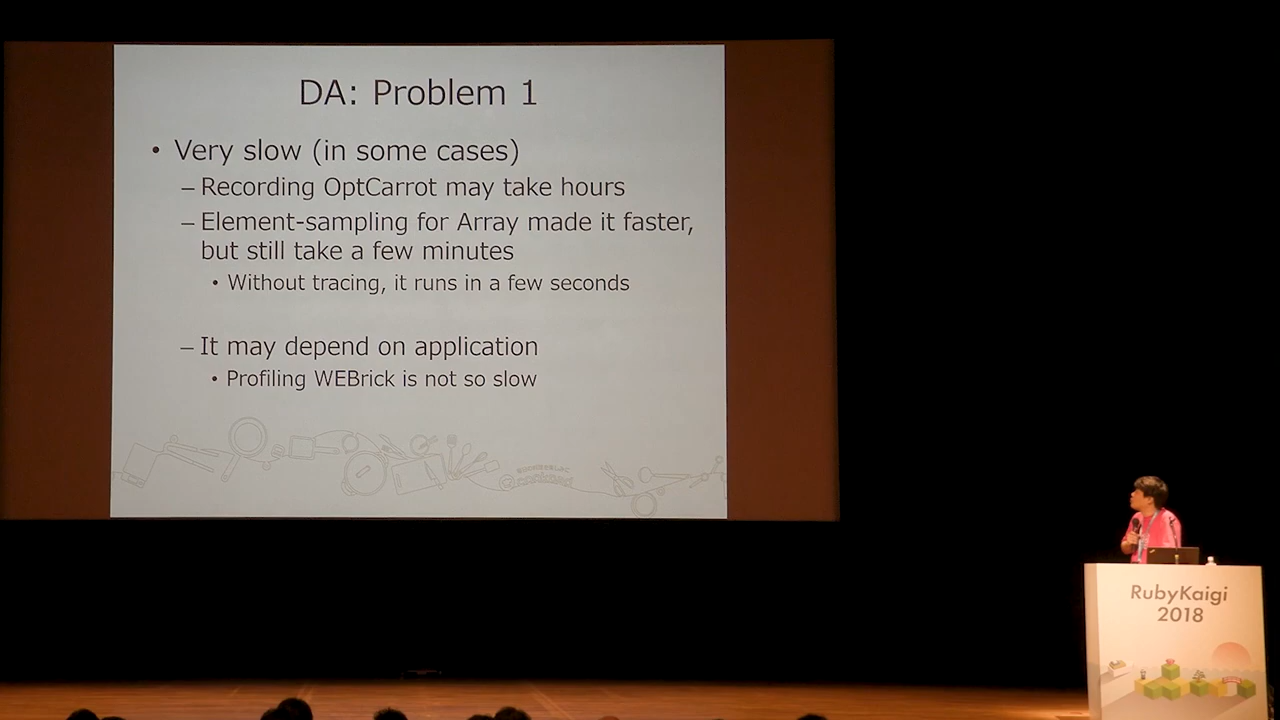 DA: Problem 1
• Very slow (in some cases)
– Recording OptCarrot may take hours
– Element-sampling for Array made it faster,
but still take a few minutes
• Without tracing, it runs in a few seconds
– It may depend on application
• Profiling WEBrick is not so slow
cookpad
RubyKaigi
2018